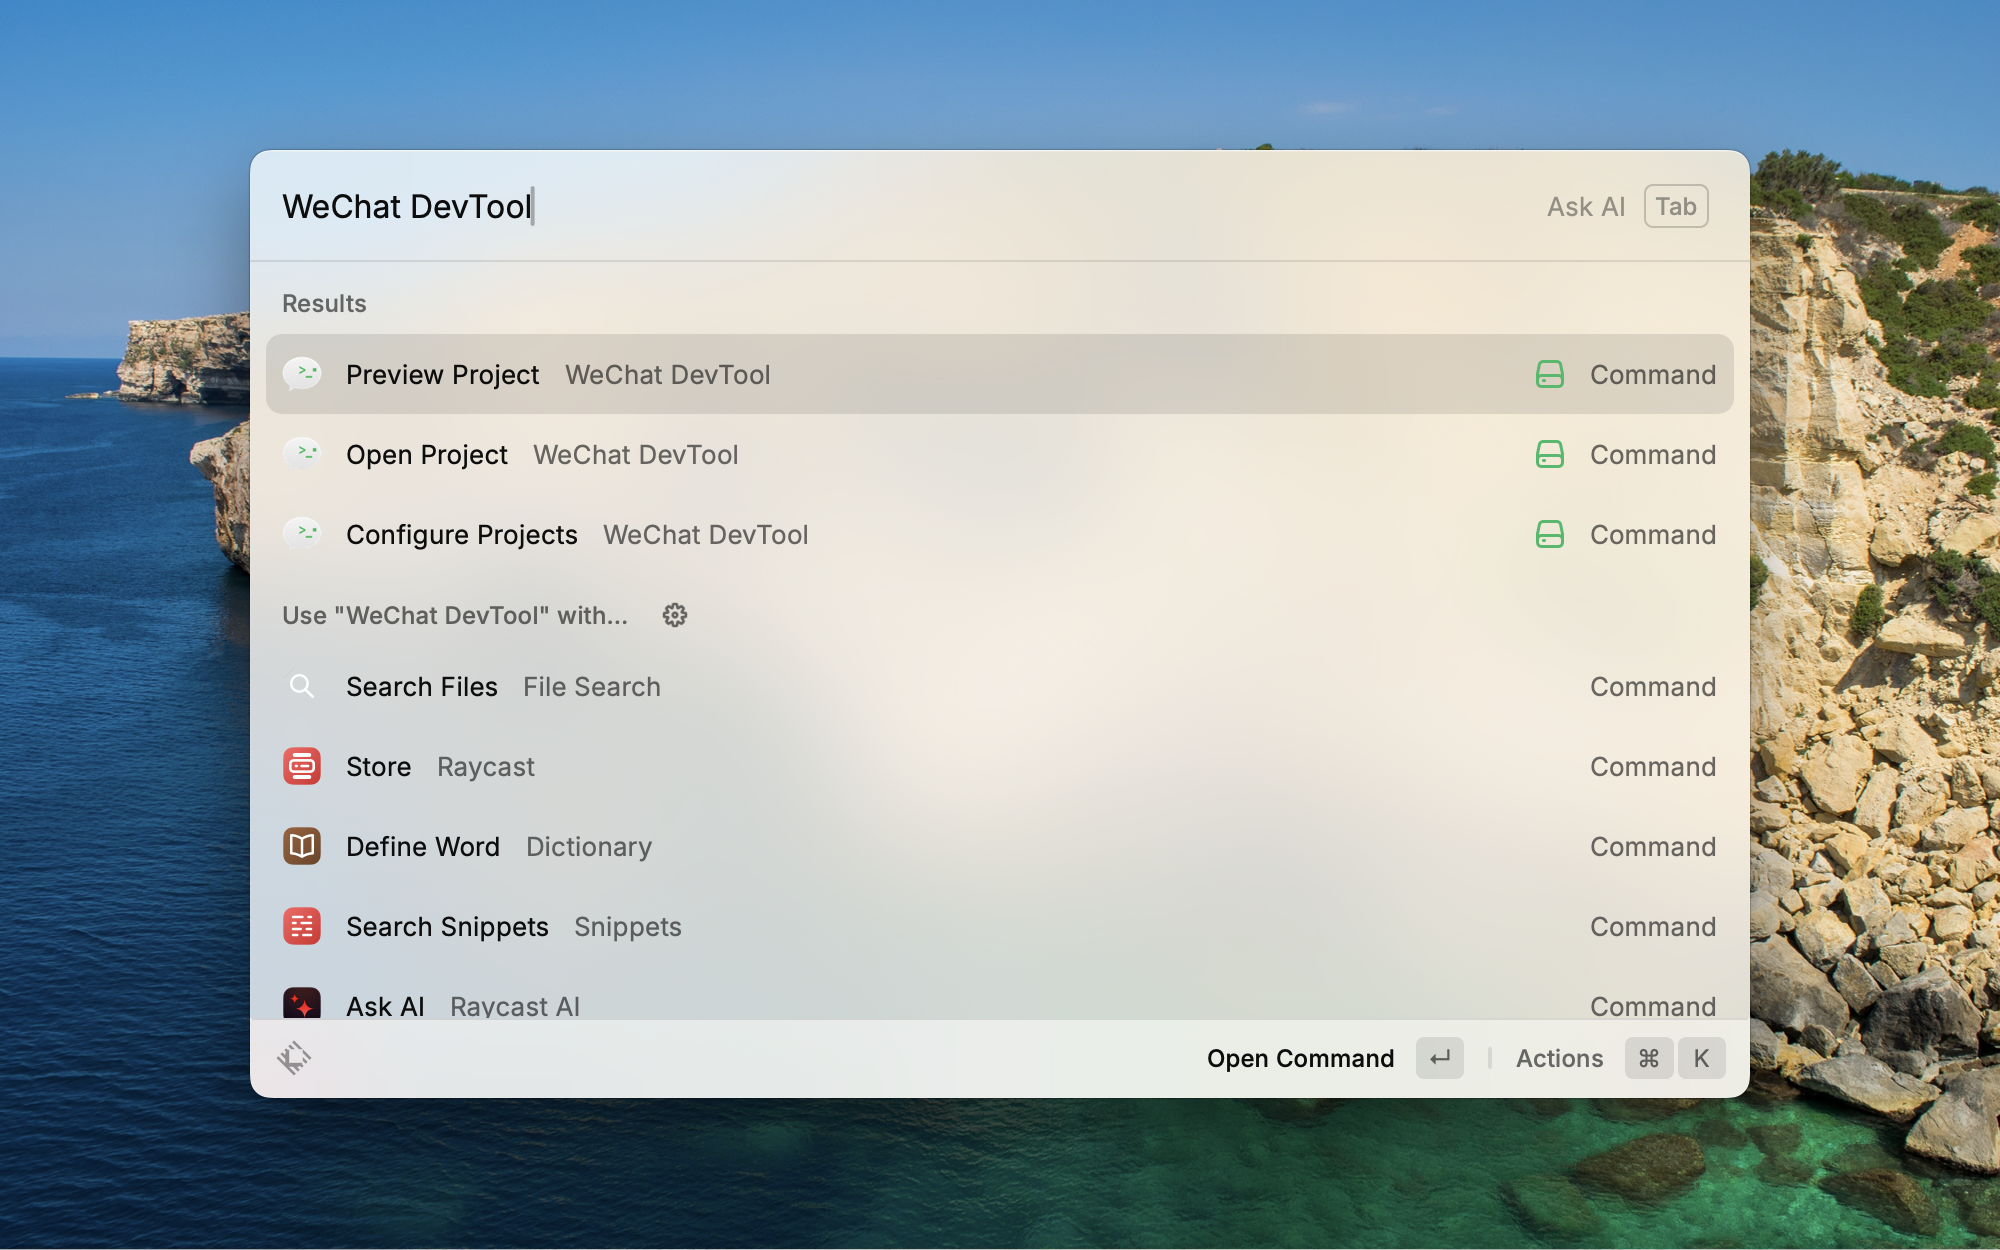 WeChat DevTool Ask AI Tab
Results
Preview Project WeChat DevTool Command
Open Project WeChat DevTool Command
Configure Projects WeChat DevTool Command
Use "WeChat DevTool" with...
Search Files File Search Command
Store Raycast Command
Define Word Dictionary Command
Search Snippets Snippets Command
Ask AI Raycast AI Command
Open Command ↵ Actions ⌘ K